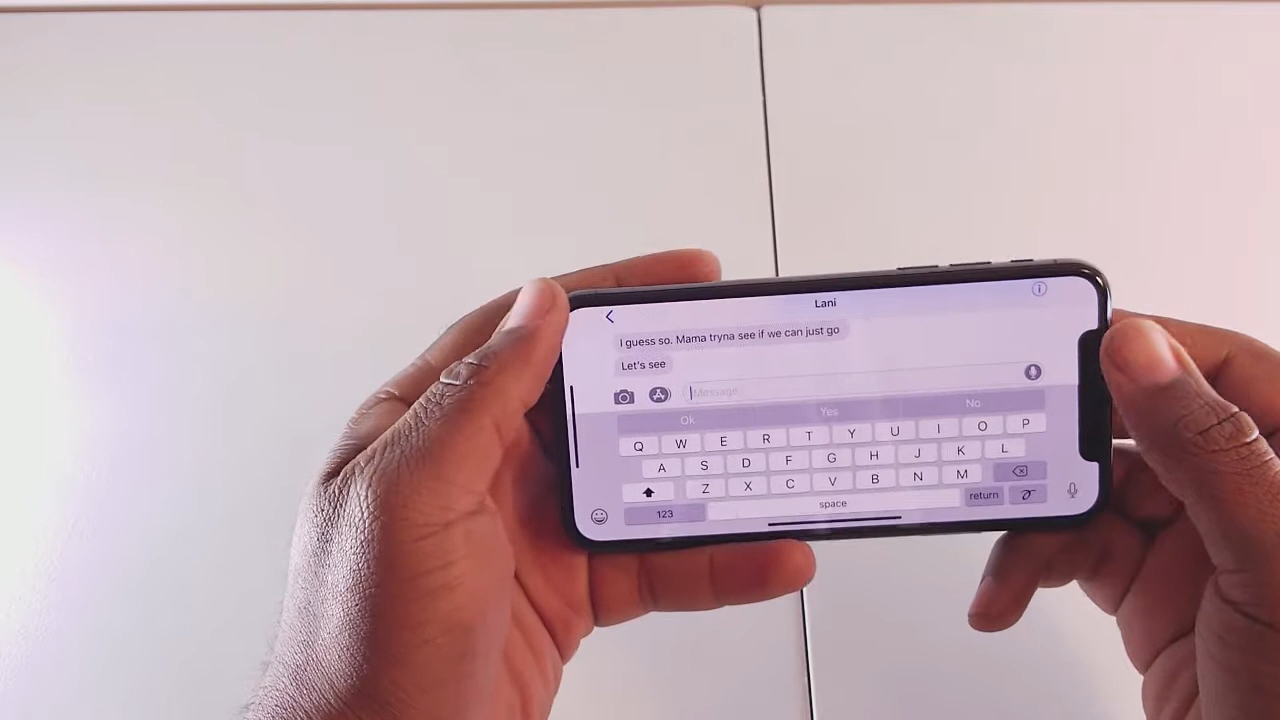 Lani
I guess so. Mama tryna see if we can just go
Let's see
Message
Ok Yes No
Q W E R T Y U I O P
A S D F G H J K L
Z X C V B N M
123 space return